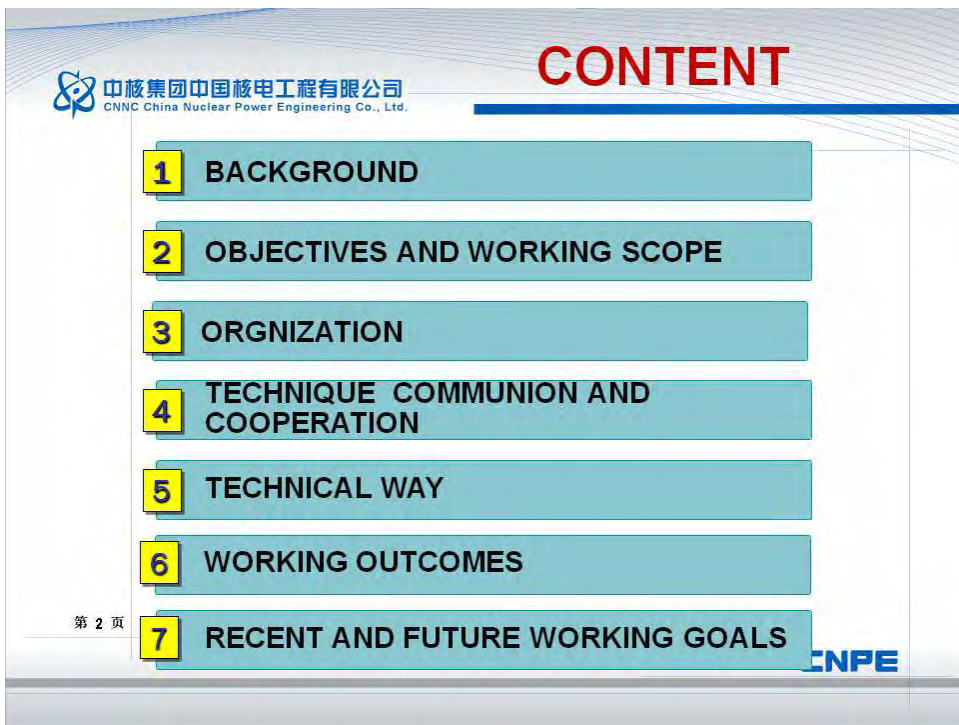 中核集团中国核电工程有限公司
CNNC China Nuclear Power Engineering Co., Ltd.
CONTENT
1 BACKGROUND
2 OBJECTIVES AND WORKING SCOPE
3 ORGNIZATION
4 TECHNIQUE COMMUNION AND
COOPERATION
5 TECHNICAL WAY
6 WORKING OUTCOMES
7 RECENT AND FUTURE WORKING GOALS
第 2 页
CNPE